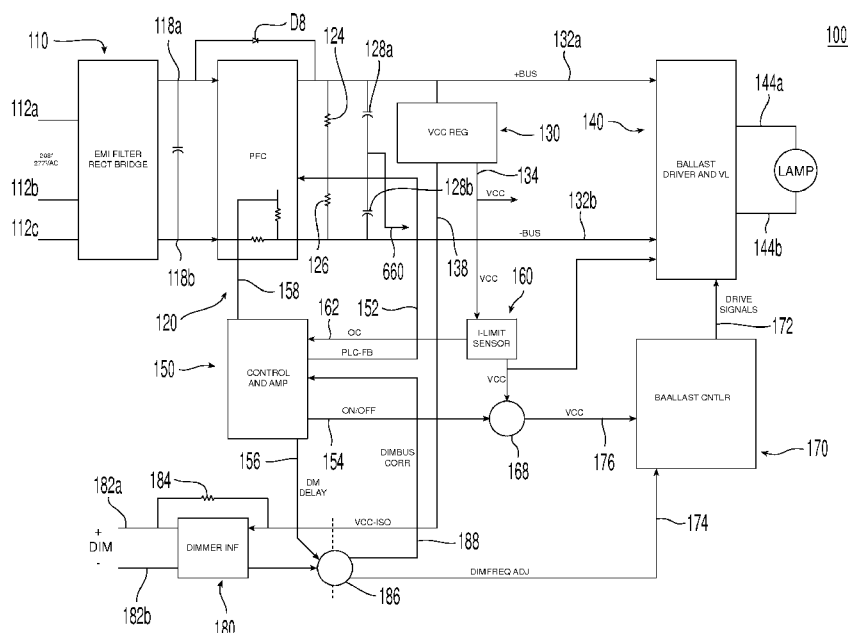 110
118a
D8
124
128a
132a
100
+BUS
144a
112a
EMI FILTER
RECT BRIDGE
PFC
VCC REG
130
140
BALLAST
DRIVER AND VL
LAMP
277VAC
134
128b
VCC
112b
112c
132b
-BUS
118b
126
660
138
144b
158
VCC
160
120
162
152
DRIVE
SIGNALS
172
OC
I-LIMIT
SENSOR
150
CONTROL
AND AMP
PLC-FB
VCC
BAALLAST CNTLR
ON/OFF
VCC
168
176
170
156
154
DIMBUS
CORR
184
DM
DELAY
182a
174
+
DIM
-
DIMMER INF
VCC-ISO
188
182b
180
186
DIMFREQ ADJ